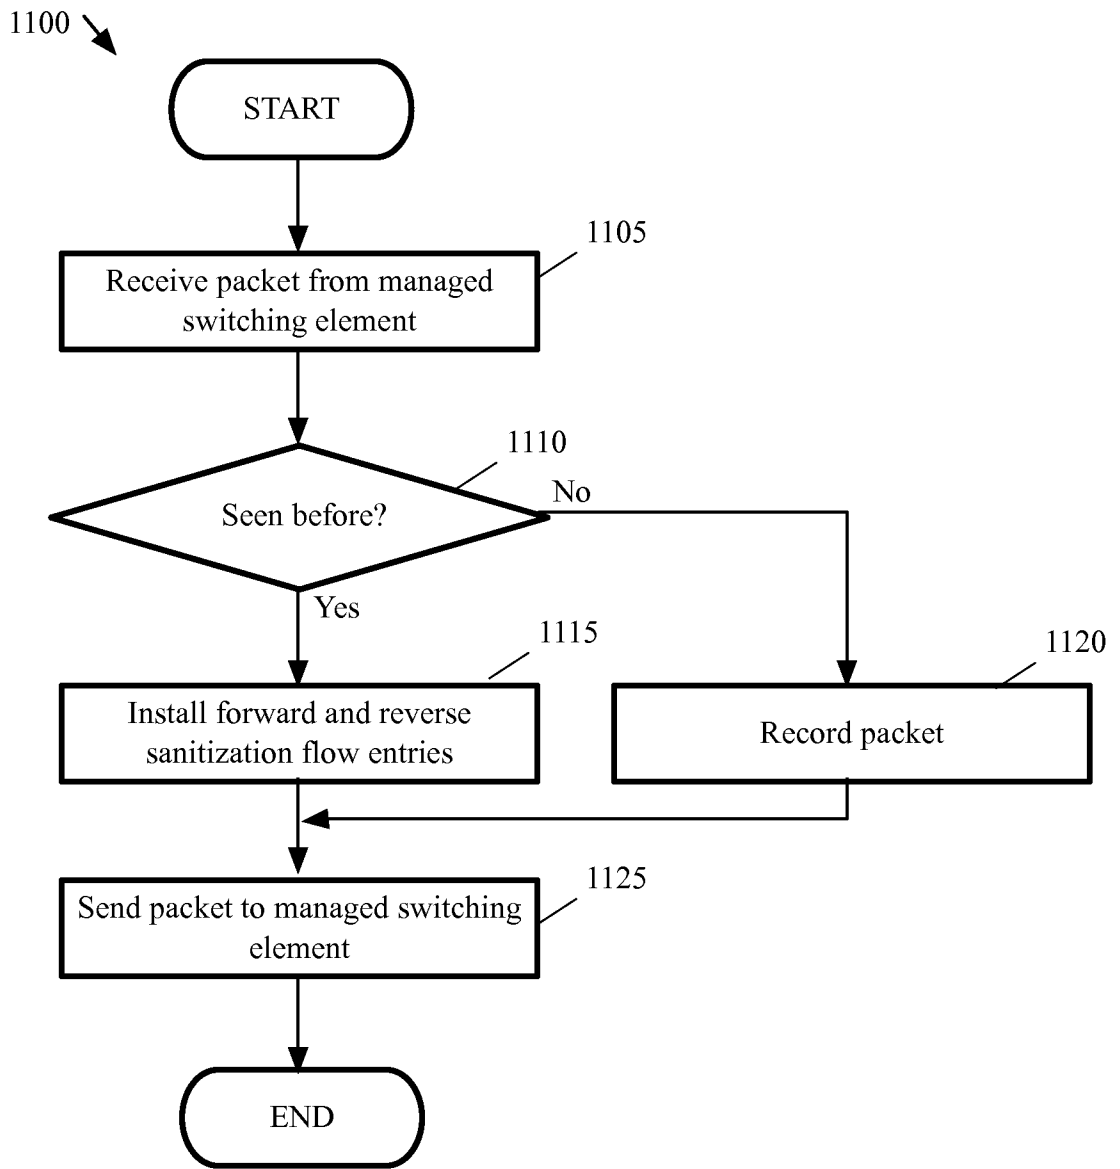 1100
START
1105
Receive packet from managed
switching element
1110
Seen before?
No
Yes
1115
Install forward and reverse
sanitization flow entries
1120
Record packet
1125
Send packet to managed switching
element
END